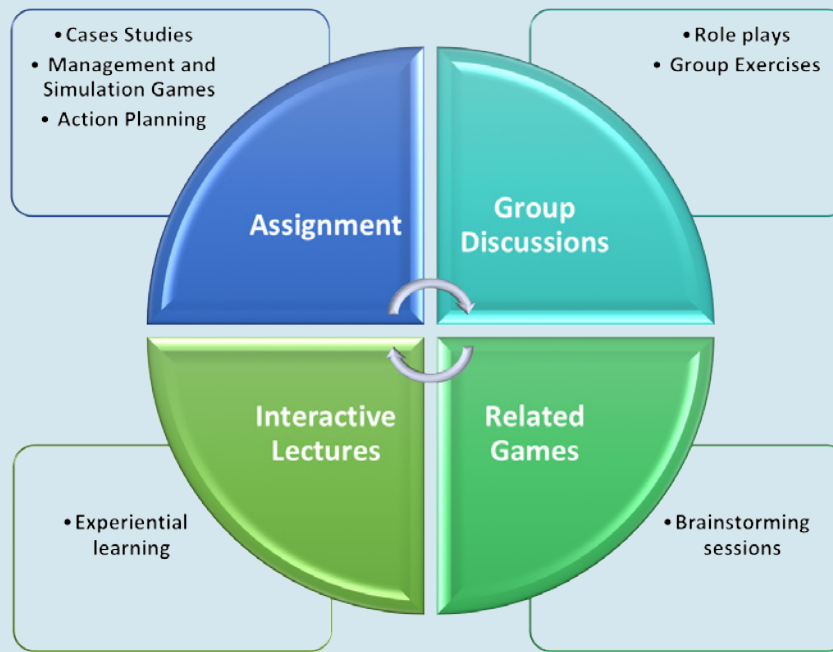 • Cases Studies
• Management and
Simulation Games
• Action Planning
• Role plays
• Group Exercises
Assignment
Group
Discussions
Interactive
Lectures
Related
Games
• Experiential
learning
• Brainstorming
sessions